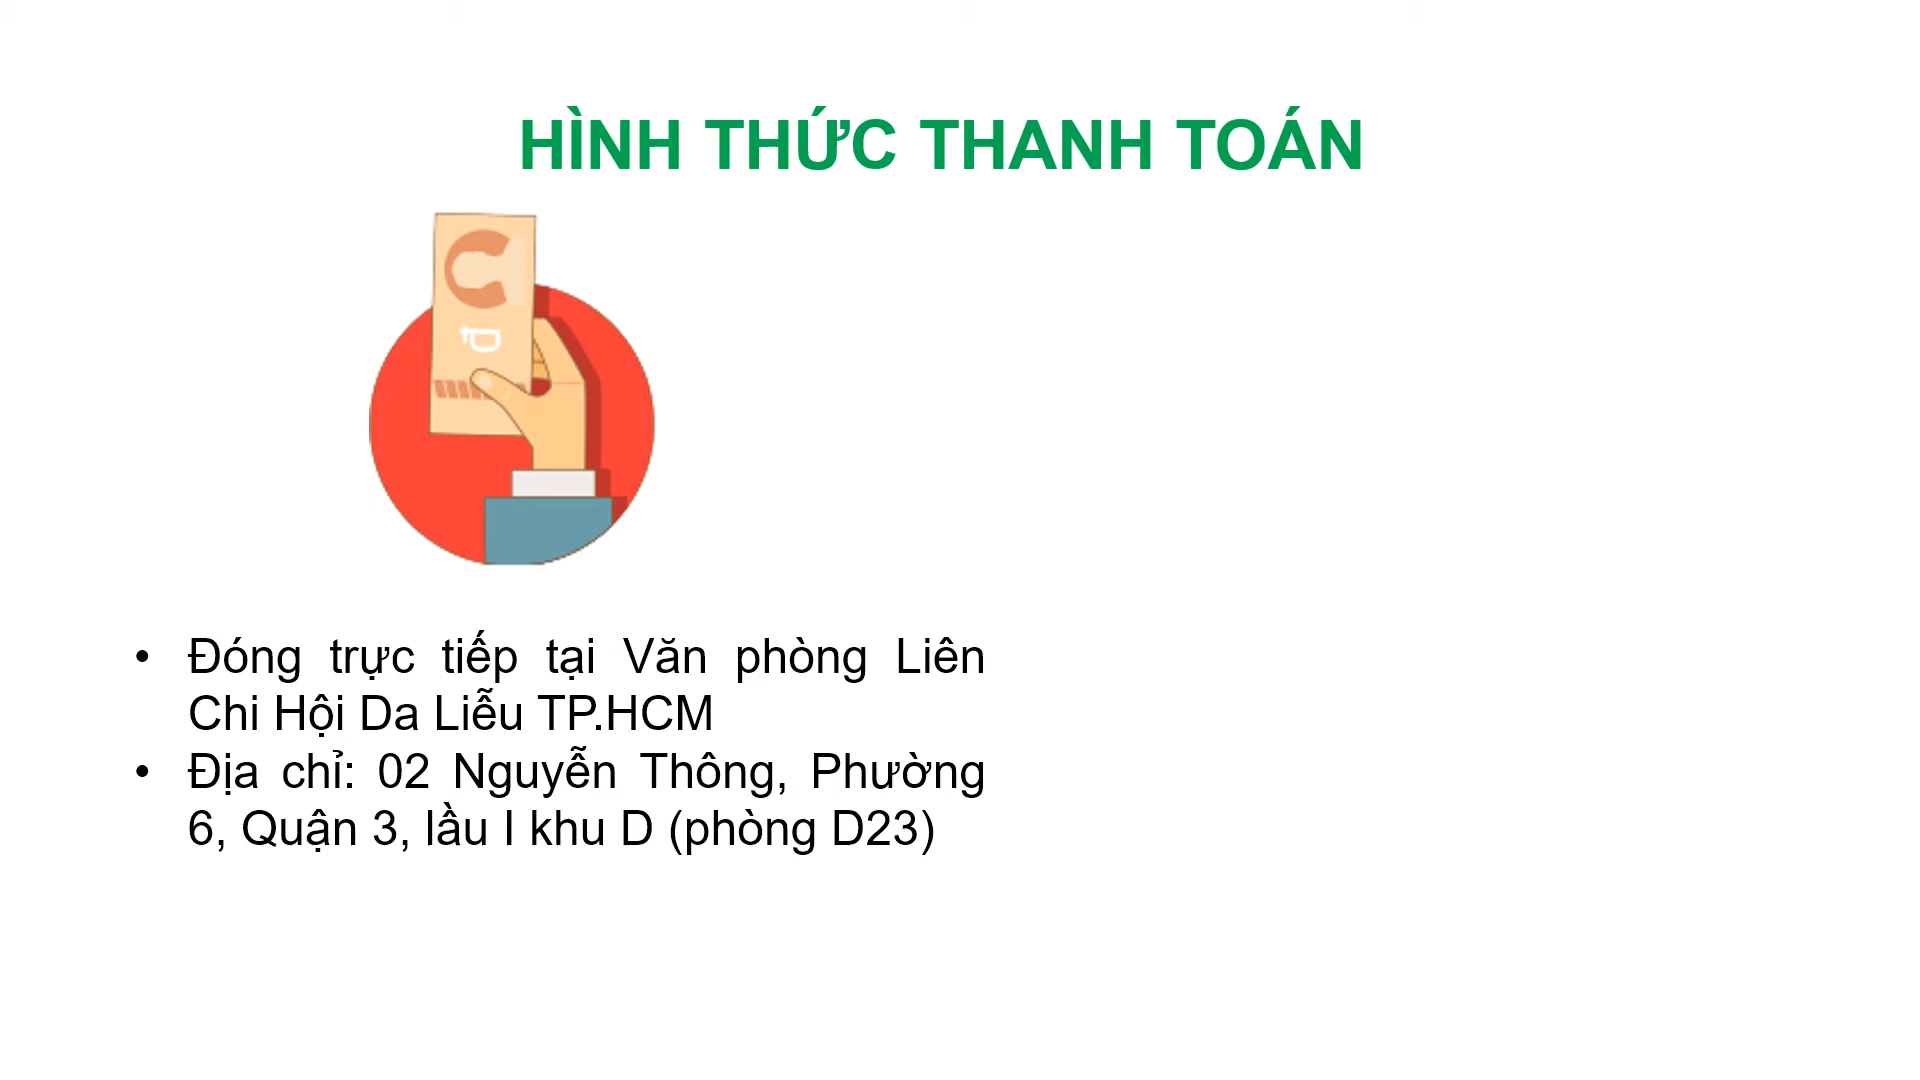 HÌNH THỨC THANH TOÁN
đ
• Đóng trực tiếp tại Văn phòng Liên
Chi Hội Da Liễu TP.HCM
• Địa chỉ: 02 Nguyễn Thông, Phường
6, Quận 3, lầu I khu D (phòng D23)